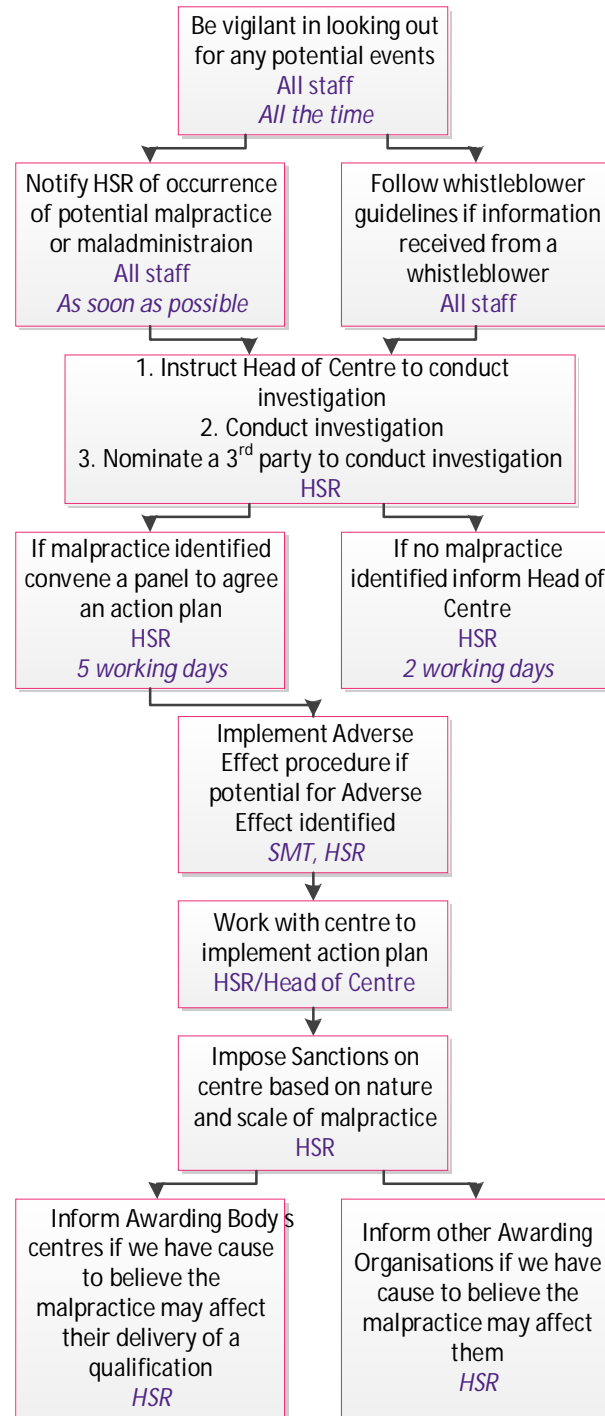 Be vigilant in looking out
for any potential events
All staff
All the time
Notify HSR of occurrence
of potential malpractice
or maladministraion
All staff
As soon as possible
Follow whistleblower
guidelines if information
received from a
whistleblower
All staff
1. Instruct Head of Centre to conduct
investigation
2. Conduct investigation
3. Nominate a 3rd party to conduct investigation
HSR
If malpractice identified
convene a panel to agree
an action plan
HSR
5 working days
If no malpractice
identified inform Head of
Centre
HSR
2 working days
Implement Adverse
Effect procedure if
potential for Adverse
Effect identified
SMT, HSR
Work with centre to
implement action plan
HSR/Head of Centre
Impose Sanctions on
centre based on nature
and scale of malpractice
HSR
Inform Awarding Body s
centres if we have cause
to believe the
malpractice may affect
their delivery of a
qualification
HSR
Inform other Awarding
Organisations if we have
cause to believe the
malpractice may affect
them
HSR